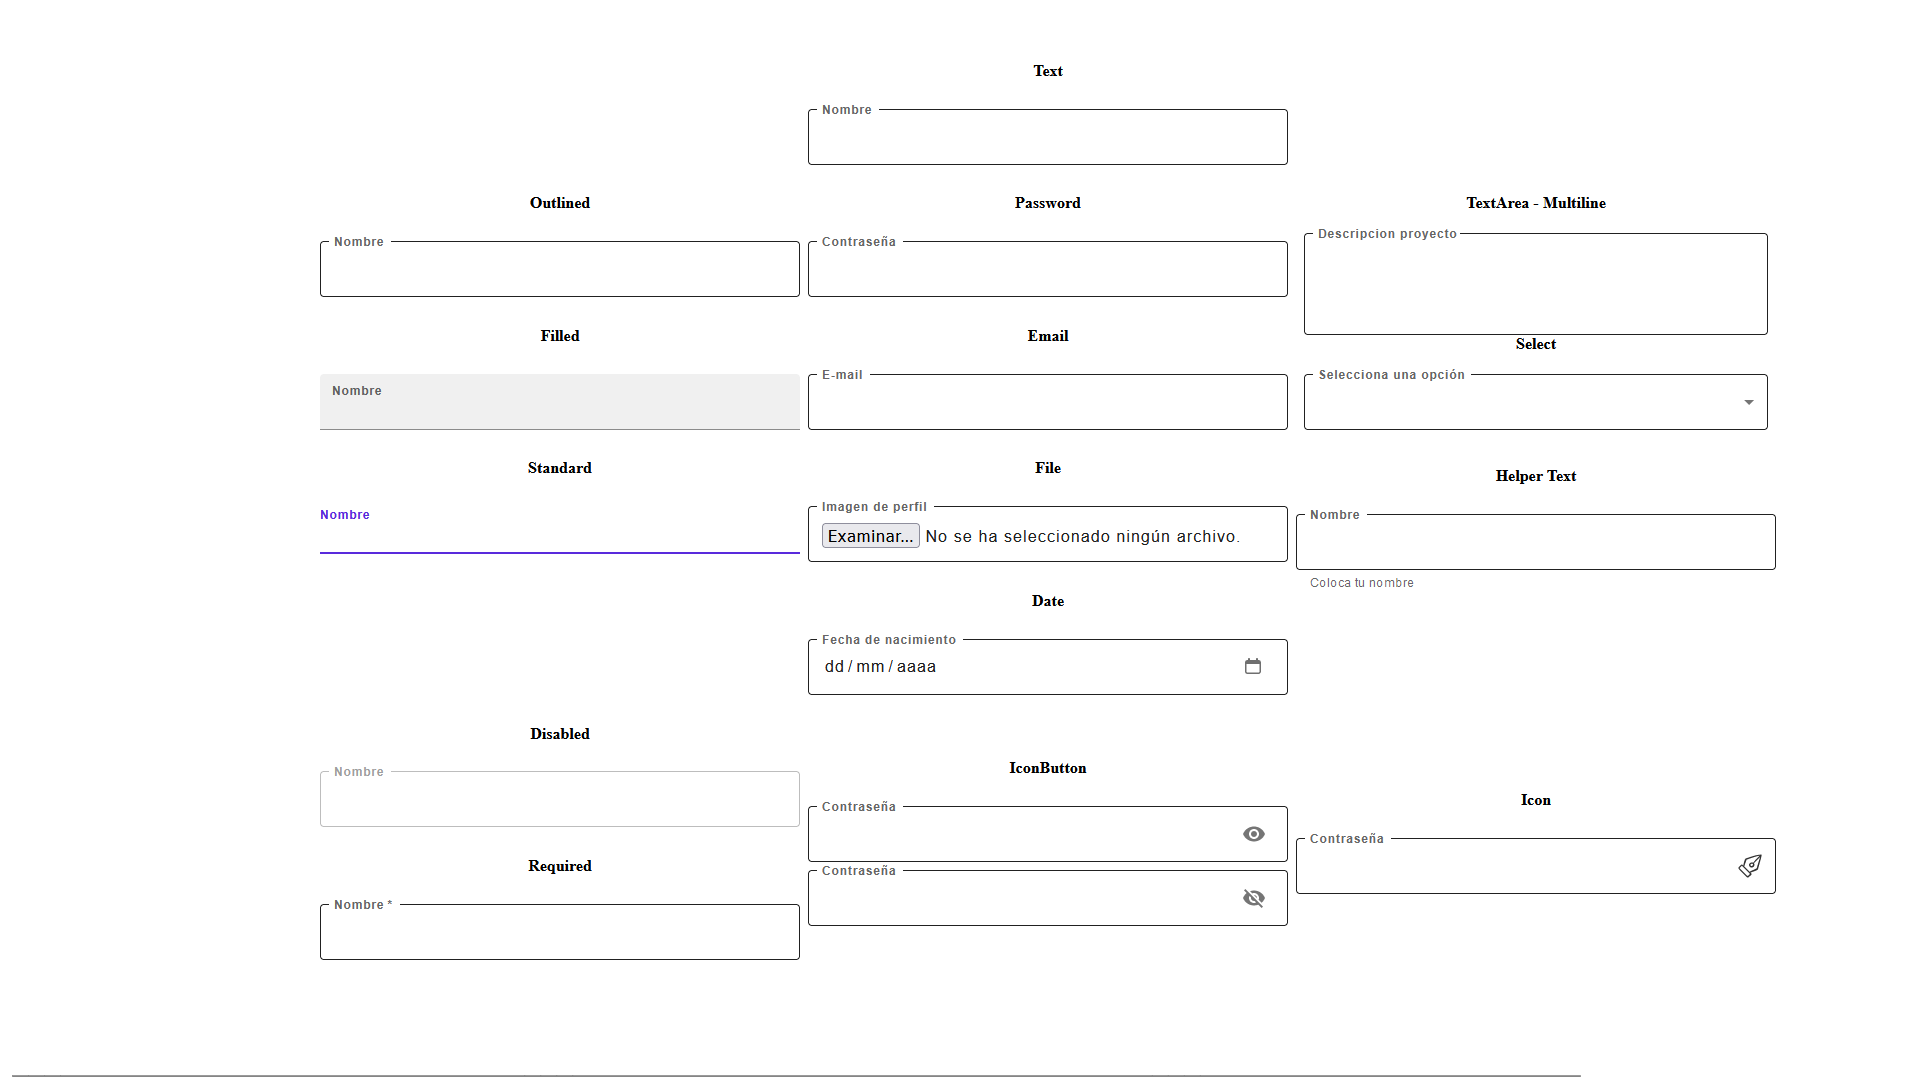 Text
Nombre
Outlined
Nombre
Password
Contraseña
TextArea - Multiline
Descripcion proyecto
Filled
Nombre
Email
E-mail
Select
Selecciona una opción
Standard
Nombre
File
Imagen de perfil
Examinar... No se ha seleccionado ningún archivo.
Helper Text
Nombre
Coloca tu nombre
Date
Fecha de nacimiento
dd / mm / aaaa
Disabled
Nombre
IconButton
Contraseña
Contraseña
Icon
Contraseña
Required
Nombre *